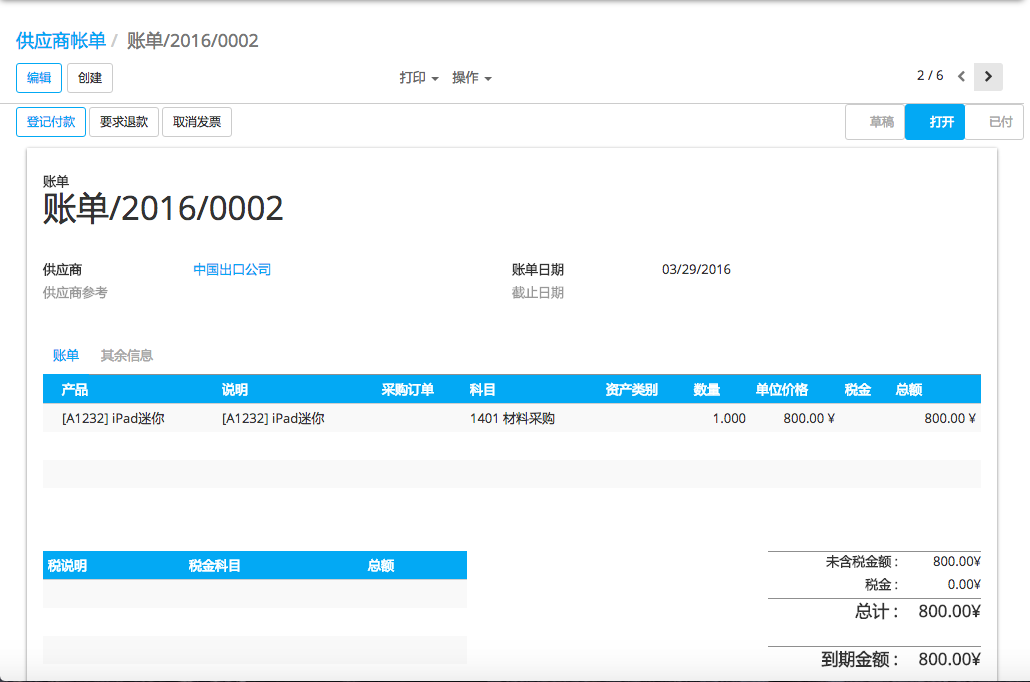 供应商帐单 / 账单/2016/0002
编辑 创建 打印 操作 2 / 6
登记付款 要求退款 取消发票 草稿 打开 已付
账单
账单/2016/0002
供应商 中国出口公司 账单日期 03/29/2016
供应商参考 截止日期
账单 其余信息
产品 说明 采购订单 科目 资产类别 数量 单位价格 税金 总额
[A1232] iPad迷你 [A1232] iPad迷你 1401 材料采购 1.000 800.00 ¥ 800.00 ¥
税说明 税金科目 总额
未含税金额 : 800.00¥
税金 : 0.00¥
总计 : 800.00¥
到期金额 : 800.00¥